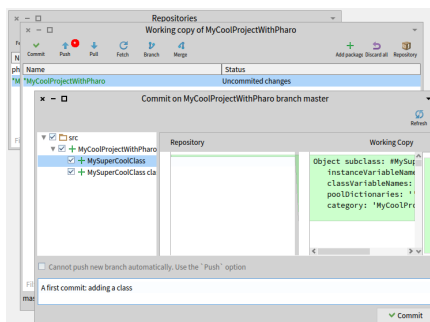 Repositories
Working copy of MyCoolProjectWithPharo
Commit Push Pull Fetch Branch Merge Add package Discard all Repository
Name Status
*MyCoolProjectWithPharo Uncommited changes
Commit on MyCoolProjectWithPharo branch master
Refresh
src
MyCoolProjectWithPharo
MySuperCoolClass
MySuperCoolClass cla
Repository Working Copy
Object subclass: #MySup
instanceVariableName
classVariableNames:
poolDictionaries: '
category: 'MyCoolPro
Cannot push new branch automatically. Use the `Push` option
A first commit: adding a class
Commit